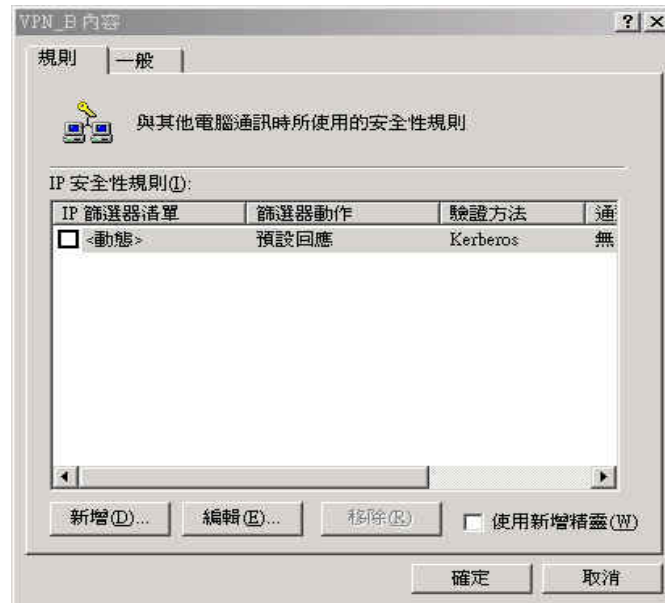 VPN_B 內容
規則 一般
與其他電腦通訊時所使用的安全性規則
IP 安全性規則(I):
IP 篩選器清單 篩選器動作 驗證方法 通
<動態> 預設回應 Kerberos 無
新增(D)... 編輯(E)... 移除(R) 使用新增精靈(W)
確定 取消